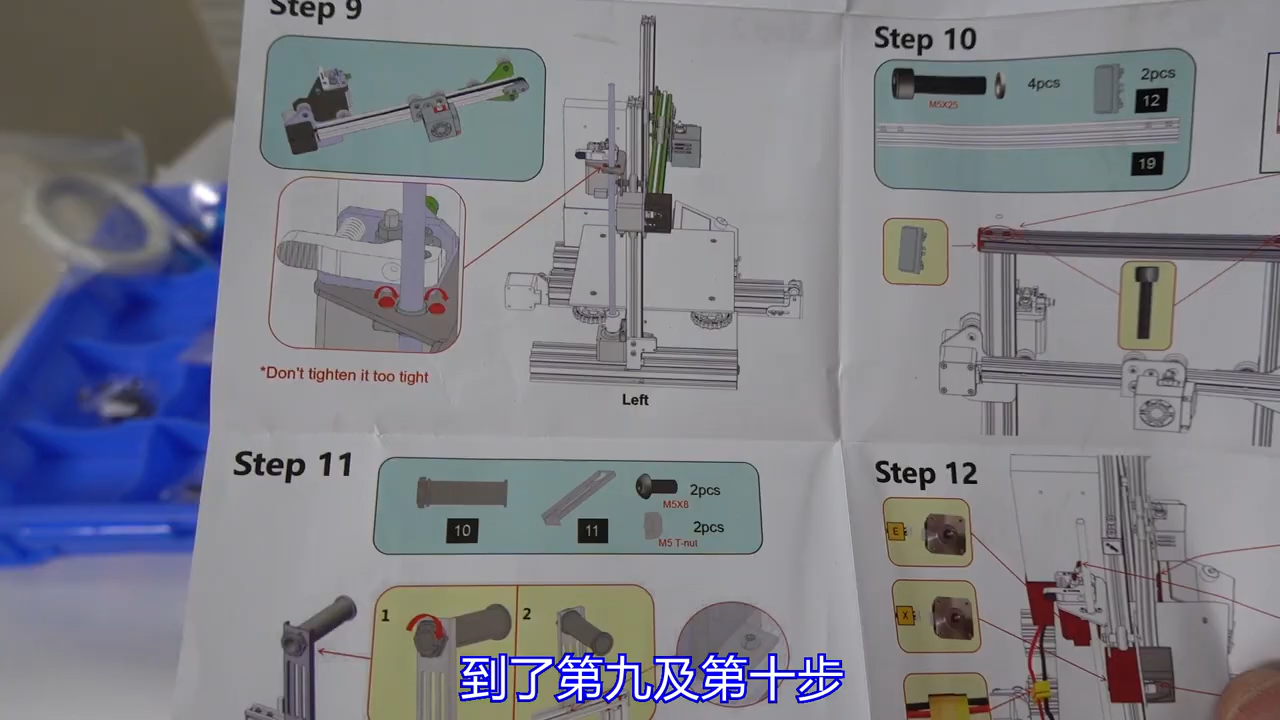 Step 9
*Don't tighten it too tight
Left
Step 10
M5X25
4pcs
2pcs
12
19
Step 11
10
11
2pcs
M5X8
2pcs
M5 T-nut
1
2
Step 12
E
X
到了第九及第十步